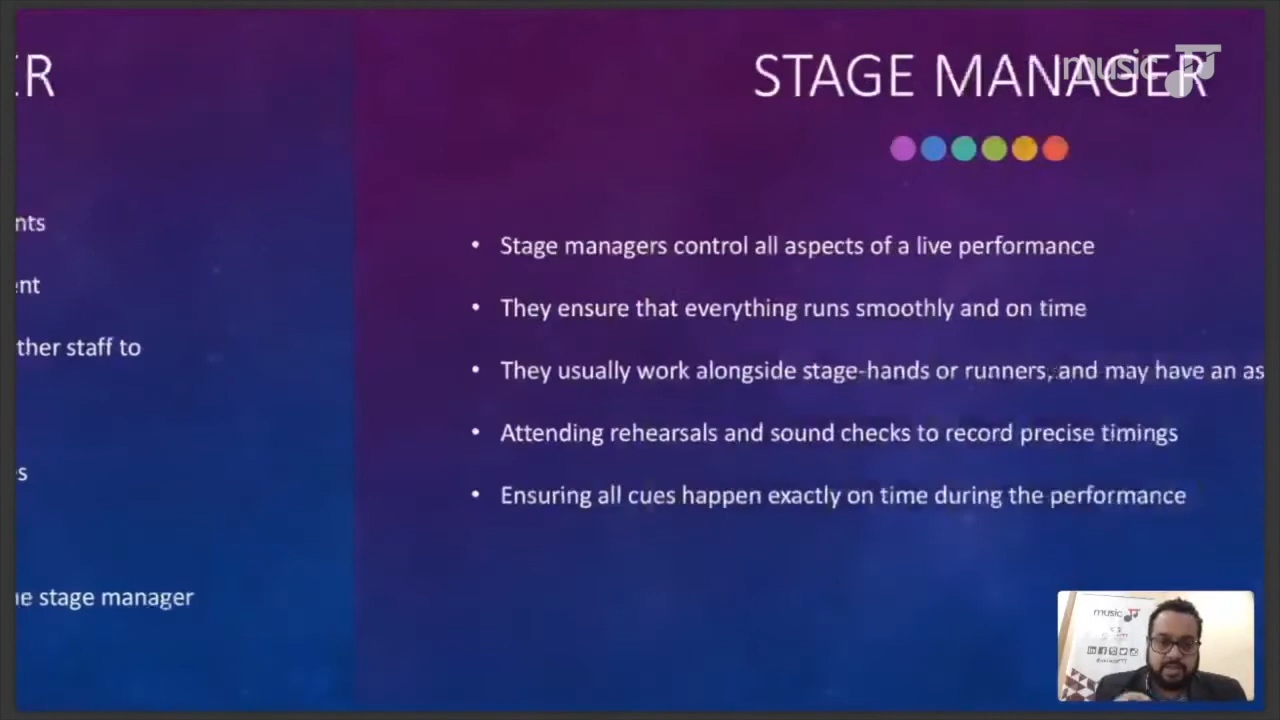 STAGE MANAGER
music
nts
ent
ther staff to
s
e stage manager
• Stage managers control all aspects of a live performance
• They ensure that everything runs smoothly and on time
• They usually work alongside stage-hands or runners, and may have an as
• Attending rehearsals and sound checks to record precise timings
• Ensuring all cues happen exactly on time during the performance
music